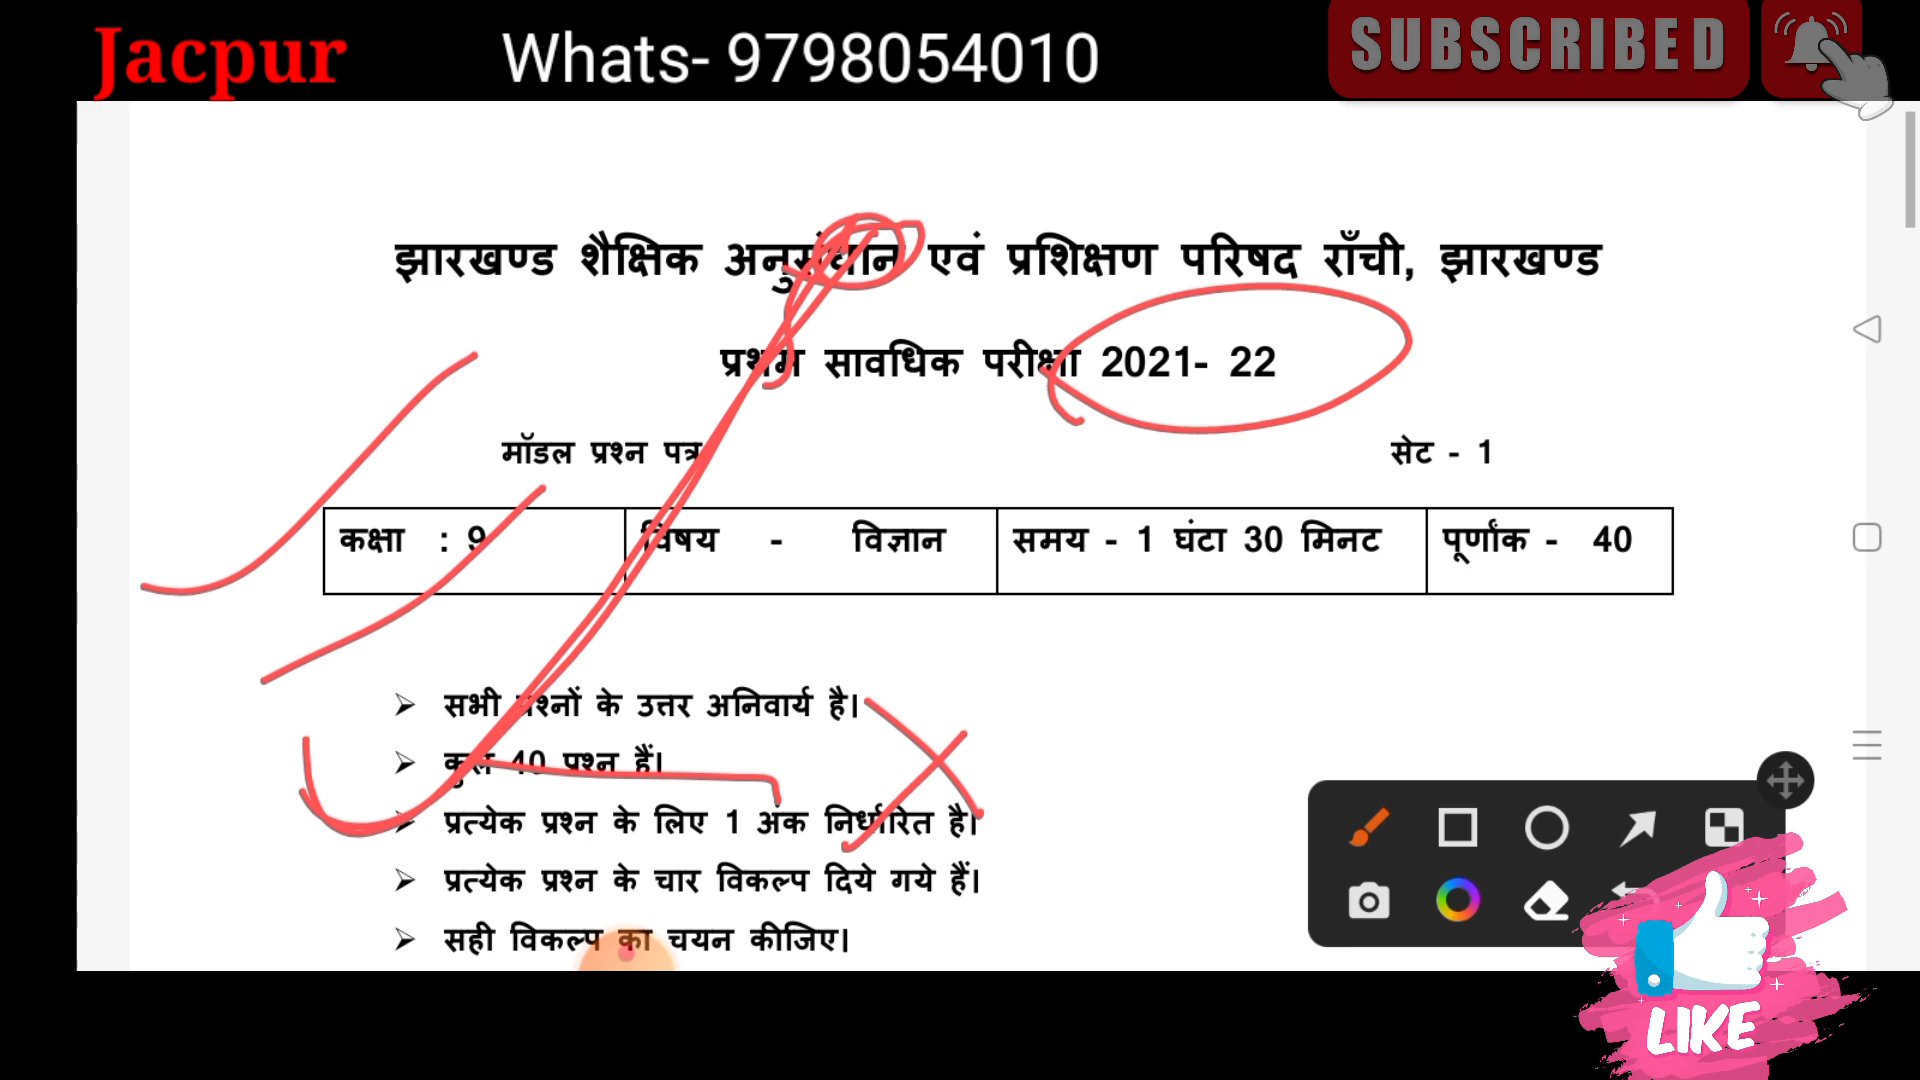 Jacpur Whats- 9798054010 SUBSCRIBED
झारखण्ड शैक्षिक अनुसंधान एवं प्रशिक्षण परिषद राँची, झारखण्ड
प्रथम सावधिक परीक्षा 2021- 22
मॉडल प्रश्न पत्र सेट - 1
कक्षा : 9 विषय - विज्ञान समय - 1 घंटा 30 मिनट पूर्णांक - 40
➢ सभी प्रश्नों के उत्तर अनिवार्य है।
➢ कुल 40 प्रश्न हैं।
➢ प्रत्येक प्रश्न के लिए 1 अंक निर्धारित है।
➢ प्रत्येक प्रश्न के चार विकल्प दिये गये हैं।
➢ सही विकल्प का चयन कीजिए।
LIKE